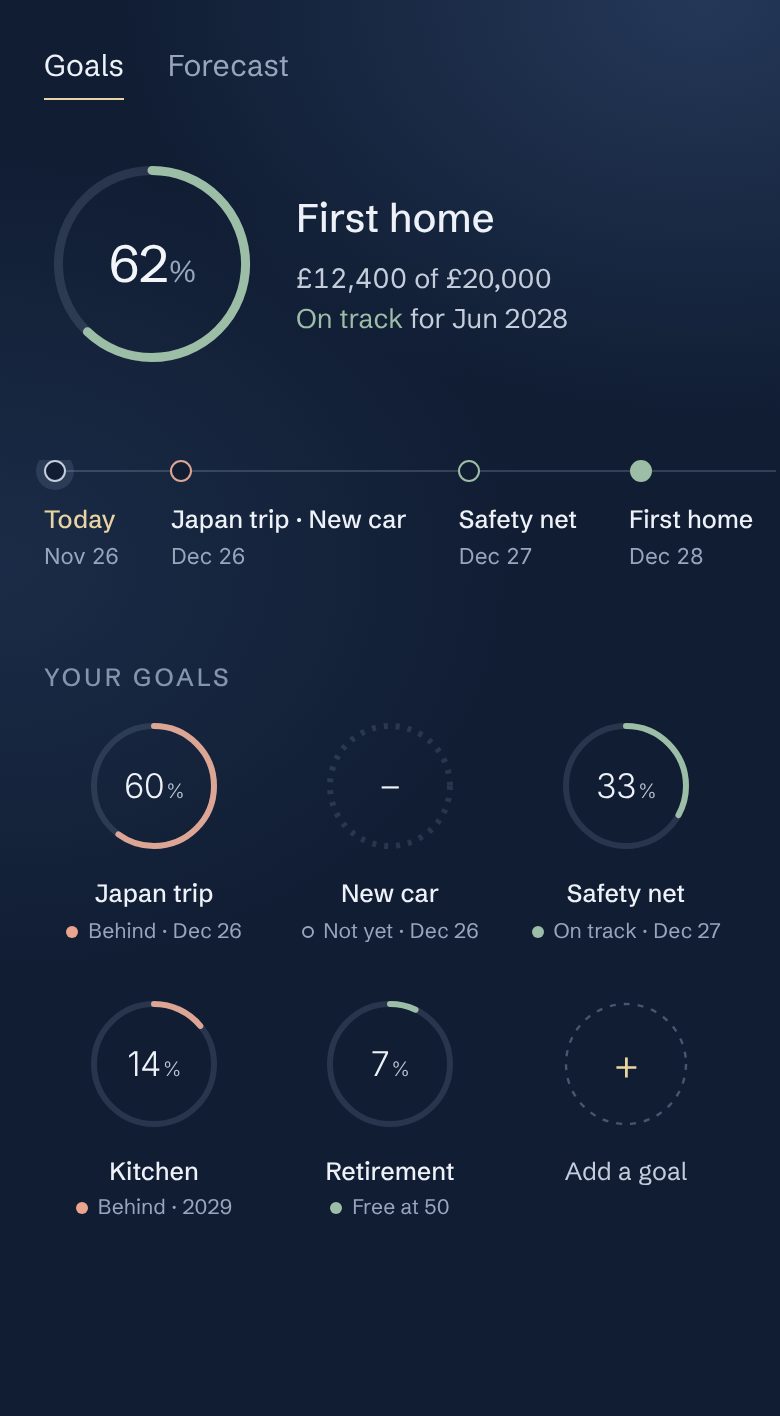 Goals Forecast
62%
First home
£12,400 of £20,000
On track for Jun 2028
Today Japan trip · New car Safety net First home
Nov 26 Dec 26 Dec 27 Dec 28
YOUR GOALS
60% – 33%
Japan trip New car Safety net
Behind · Dec 26 Not yet · Dec 26 On track · Dec 27
14% 7% +
Kitchen Retirement Add a goal
Behind · 2029 Free at 50